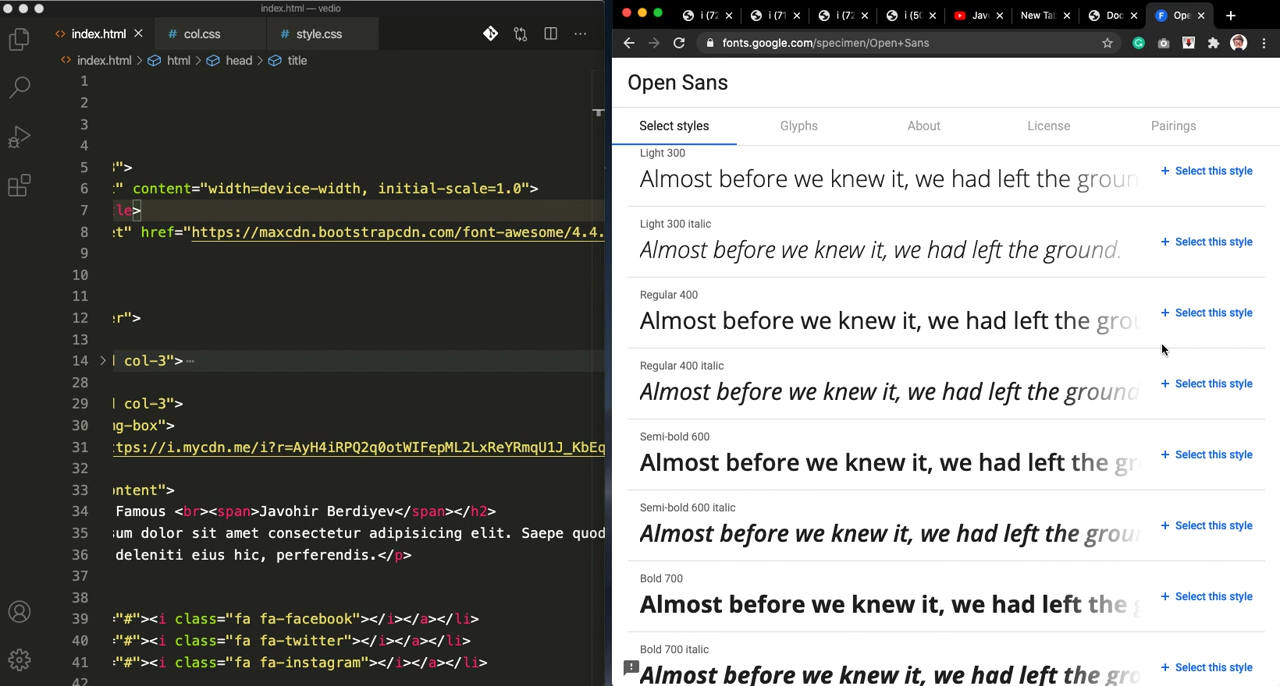 index.html — vedio
index.html
# col.css
# style.css
index.html > html > head > title
1
2
3
4
5 ">
6 " content="width=device-width, initial-scale=1.0">
7 le>
8 et" href="https://maxcdn.bootstrapcdn.com/font-awesome/4.4.
9
10
11
12 er">
13
14 col-3">
28
29 col-3">
30 ng-box">
31 tps://i.mycdn.me/i?r=AyH4iRPQ2q0otWIFepML2LxReYRmqU1J_KbEq
32
33 ontent">
34 Famous <br><span>Javohir Berdiyev</span></h2>
35 sum dolor sit amet consectetur adipisicing elit. Saepe quod
36 deleniti eius hic, perferendis.</p>
37
38
39 ="#"><i class="fa fa-facebook"></i></a></li>
40 ="#"><i class="fa fa-twitter"></i></a></li>
41 ="#"><i class="fa fa-instagram"></i></a></li>
42
i (72
i (71
i (72
i (50
Jav
New Tab
Doc
Ope
fonts.google.com/specimen/Open+Sans
Open Sans
Select styles
Glyphs
About
License
Pairings
Light 300
Almost before we knew it, we had left the groun
+ Select this style
Light 300 italic
Almost before we knew it, we had left the ground.
+ Select this style
Regular 400
Almost before we knew it, we had left the grou
+ Select this style
Regular 400 italic
Almost before we knew it, we had left the ground
+ Select this style
Semi-bold 600
Almost before we knew it, we had left the gr
+ Select this style
Semi-bold 600 italic
Almost before we knew it, we had left the groun
+ Select this style
Bold 700
Almost before we knew it, we had left the g
+ Select this style
Bold 700 italic
Almost before we knew it, we had left the gro
+ Select this style